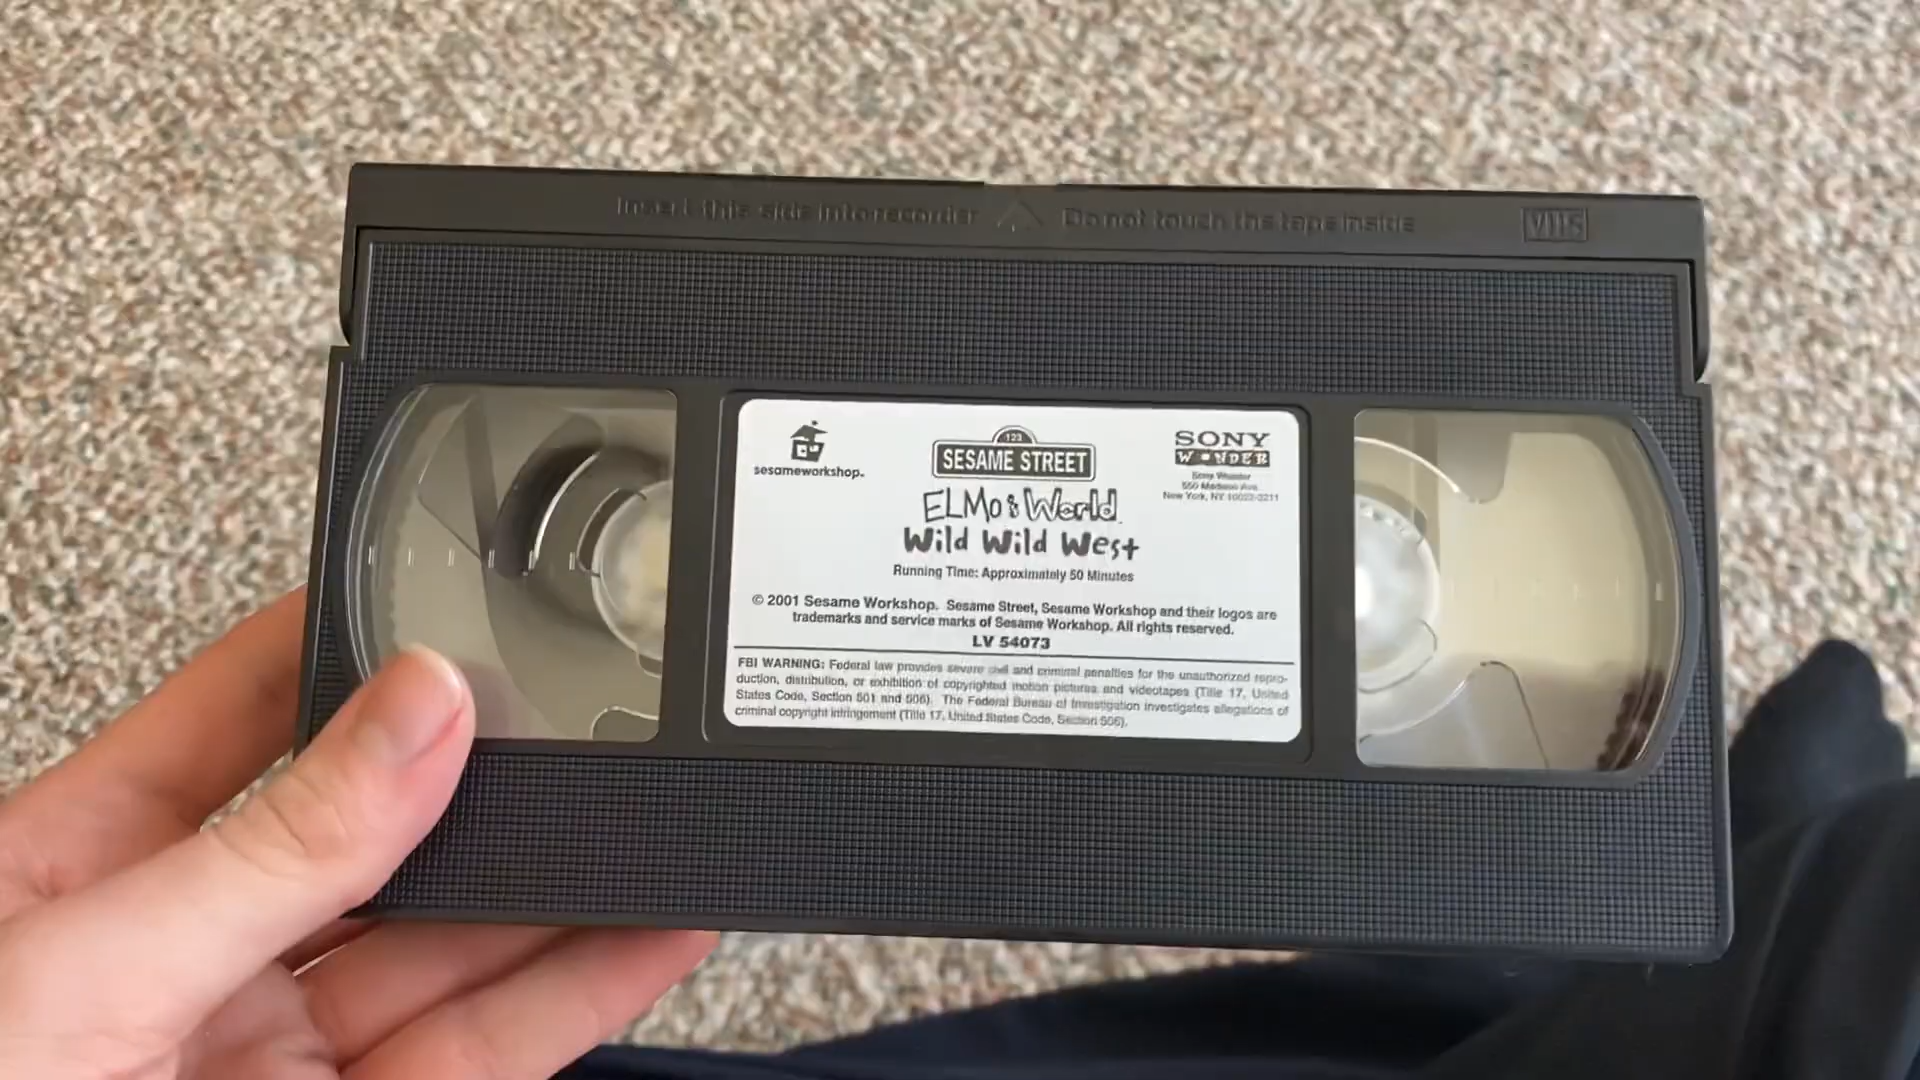 Insert this side into recorder Do not touch the tape inside VHS
sesameworkshop.
123
SESAME STREET
SONY
WONDER
Sony Wonder
550 Madison Ave.
New York, NY 10022-3211
ELMo's World
Wild Wild West
Running Time: Approximately 50 Minutes
© 2001 Sesame Workshop. Sesame Street, Sesame Workshop and their logos are
trademarks and service marks of Sesame Workshop. All rights reserved.
LV 54073
FBI WARNING: Federal law provides severe civil and criminal penalties for the unauthorized repro-
duction, distribution, or exhibition of copyrighted motion pictures and videotapes (Title 17, United
States Code, Section 501 and 506). The Federal Bureau of Investigation investigates allegations of
criminal copyright infringement (Title 17, United States Code, Section 506).